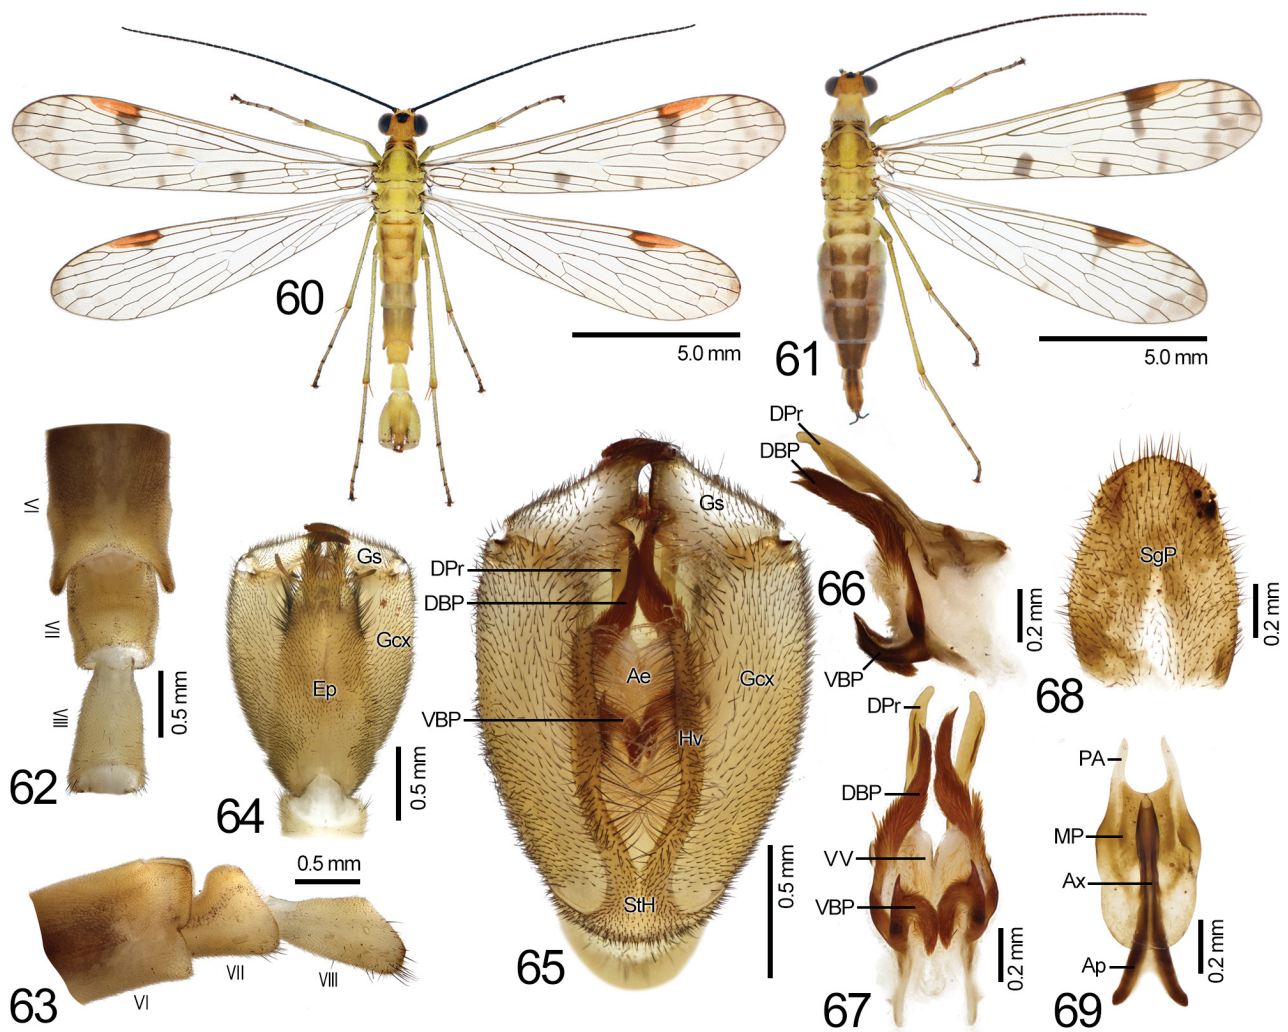 60
5.0 mm
61
5.0 mm
VI
VII
VIII
0.5 mm
62
Gs
Gcx
Ep
0.5 mm
64
0.5 mm
VI
VII
VIII
63
Gs
DPr
DBP
Ae
Gcx
VBP
Hv
StH
0.5 mm
65
DPr
DBP
VBP
0.2 mm
66
DPr
DBP
VV
VBP
0.2 mm
67
SgP
0.2 mm
68
PA
MP
Ax
Ap
0.2 mm
69